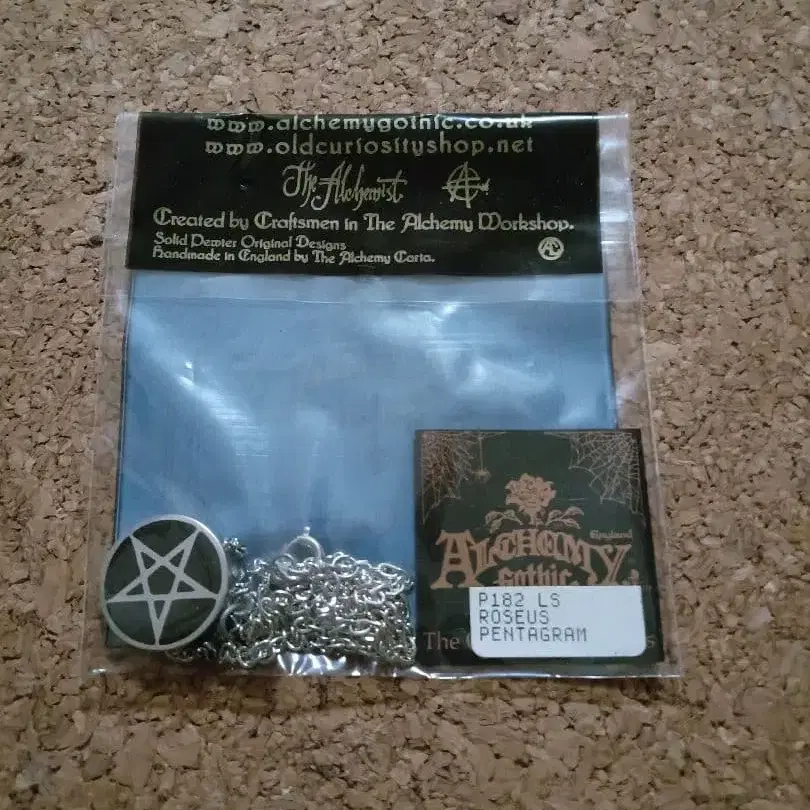 www.alchemygothic.co.uk
www.oldcuriosityshop.net
The Alchemist
Created by Craftsmen in The Alchemy Workshop.
Solid Pewter Original Designs
Handmade in England by The Alchemy Carta.
England
ALCHEMY
Gothic
P182 LS
ROSEUS
PENTAGRAM
The